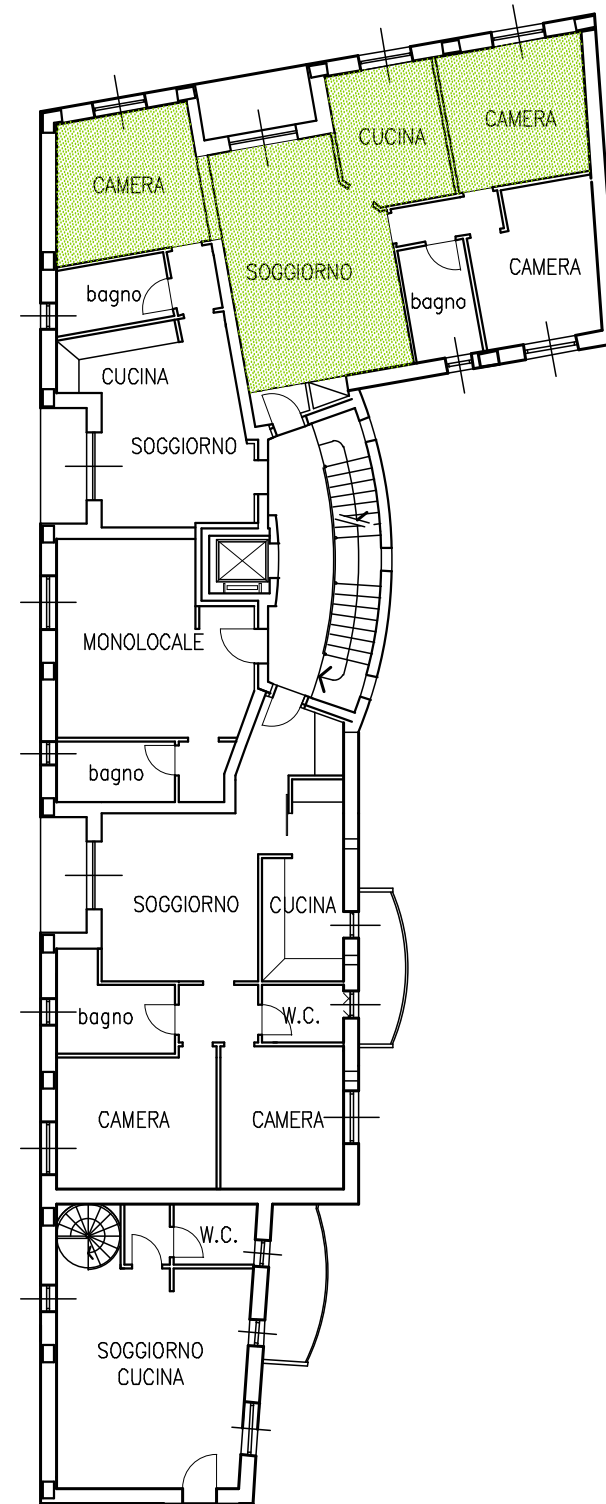 CAMERA
CUCINA
CAMERA
SOGGIORNO
CAMERA
bagno
bagno
CUCINA
SOGGIORNO
MONOLOCALE
bagno
SOGGIORNO
CUCINA
bagno
W.C.
CAMERA
CAMERA
W.C.
SOGGIORNO
CUCINA